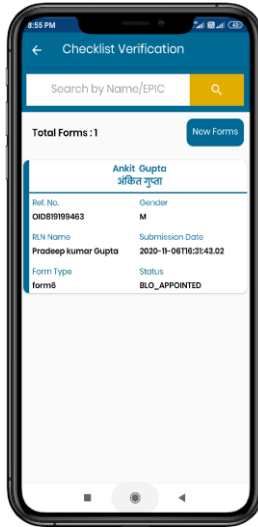 8:55 PM
Checklist Verification
Search by Name/EPIC
Total Forms : 1
New Forms
Ankit Gupta
अंकित गुप्ता
Ref. No. Gender
OID819199463 M
RLN Name Submission Date
Pradeep kumar Gupta 2020-11-06T16:31:43.02
Form Type Status
form6 BLO_APPOINTED